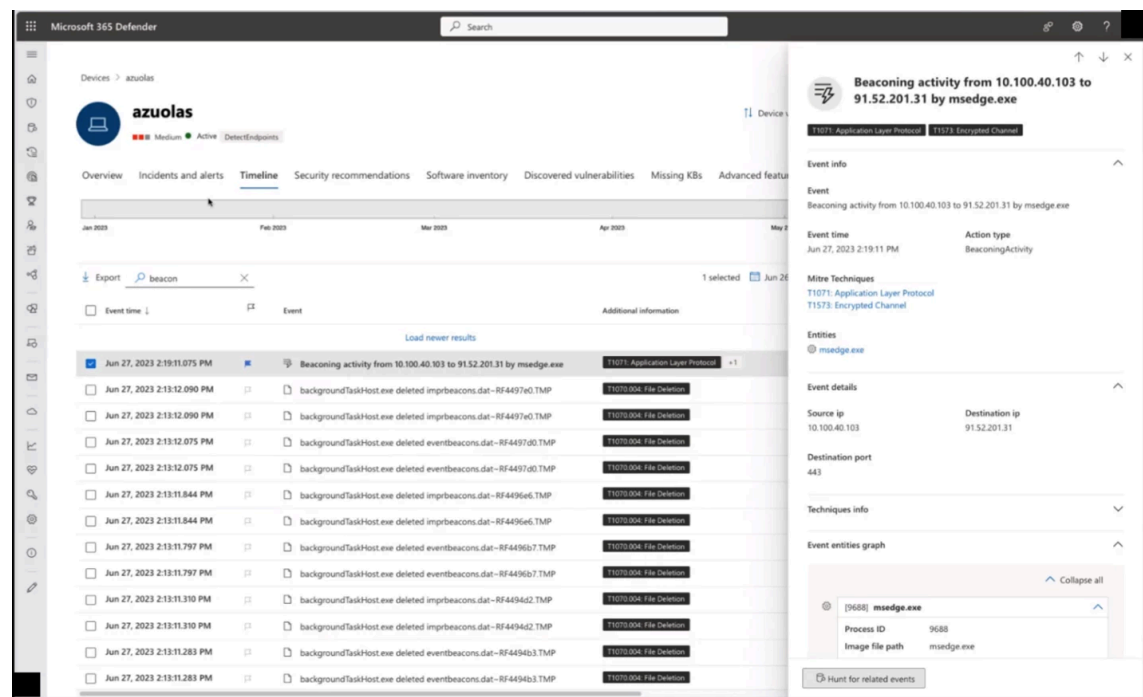 Microsoft 365 Defender
Search
Devices > azuolas
azuolas
Medium Active DetectEndpoints
Device
Overview Incidents and alerts Timeline Security recommendations Software inventory Discovered vulnerabilities Missing KBs Advanced featu
Jan 2023 Feb 2023 Mar 2023 Apr 2023 May 2
Export beacon 1 selected Jun 26
Event time Event Additional information
Load newer results
Jun 27, 2023 2:19:11.075 PM Beaconing activity from 10.100.40.103 to 91.52.201.31 by msedge.exe T1071: Application Layer Protocol +1
Jun 27, 2023 2:13:12.090 PM backgroundTaskHost.exe deleted imprbeacons.dat~RF4497e0.TMP T1070.004: File Deletion
Jun 27, 2023 2:13:12.090 PM backgroundTaskHost.exe deleted imprbeacons.dat~RF4497e0.TMP T1070.004: File Deletion
Jun 27, 2023 2:13:12.075 PM backgroundTaskHost.exe deleted eventbeacons.dat~RF4497d0.TMP T1070.004: File Deletion
Jun 27, 2023 2:13:12.075 PM backgroundTaskHost.exe deleted eventbeacons.dat~RF4497d0.TMP T1070.004: File Deletion
Jun 27, 2023 2:13:11.844 PM backgroundTaskHost.exe deleted imprbeacons.dat~RF4496e6.TMP T1070.004: File Deletion
Jun 27, 2023 2:13:11.844 PM backgroundTaskHost.exe deleted imprbeacons.dat~RF4496e6.TMP T1070.004: File Deletion
Jun 27, 2023 2:13:11.797 PM backgroundTaskHost.exe deleted eventbeacons.dat~RF4496b7.TMP T1070.004: File Deletion
Jun 27, 2023 2:13:11.797 PM backgroundTaskHost.exe deleted eventbeacons.dat~RF4496b7.TMP T1070.004: File Deletion
Jun 27, 2023 2:13:11.310 PM backgroundTaskHost.exe deleted imprbeacons.dat~RF4494d2.TMP T1070.004: File Deletion
Jun 27, 2023 2:13:11.310 PM backgroundTaskHost.exe deleted imprbeacons.dat~RF4494d2.TMP T1070.004: File Deletion
Jun 27, 2023 2:13:11.283 PM backgroundTaskHost.exe deleted eventbeacons.dat~RF4494b3.TMP T1070.004: File Deletion
Jun 27, 2023 2:13:11.283 PM backgroundTaskHost.exe deleted eventbeacons.dat~RF4494b3.TMP T1070.004: File Deletion
Beaconing activity from 10.100.40.103 to
91.52.201.31 by msedge.exe
T1071: Application Layer Protocol T1573: Encrypted Channel
Event info
Event
Beaconing activity from 10.100.40.103 to 91.52.201.31 by msedge.exe
Event time Action type
Jun 27, 2023 2:19:11 PM BeaconingActivity
Mitre Techniques
T1071: Application Layer Protocol
T1573: Encrypted Channel
Entities
msedge.exe
Event details
Source ip Destination ip
10.100.40.103 91.52.201.31
Destination port
443
Techniques info
Event entities graph
Collapse all
[9688] msedge.exe
Process ID 9688
Image file path msedge.exe
Hunt for related events